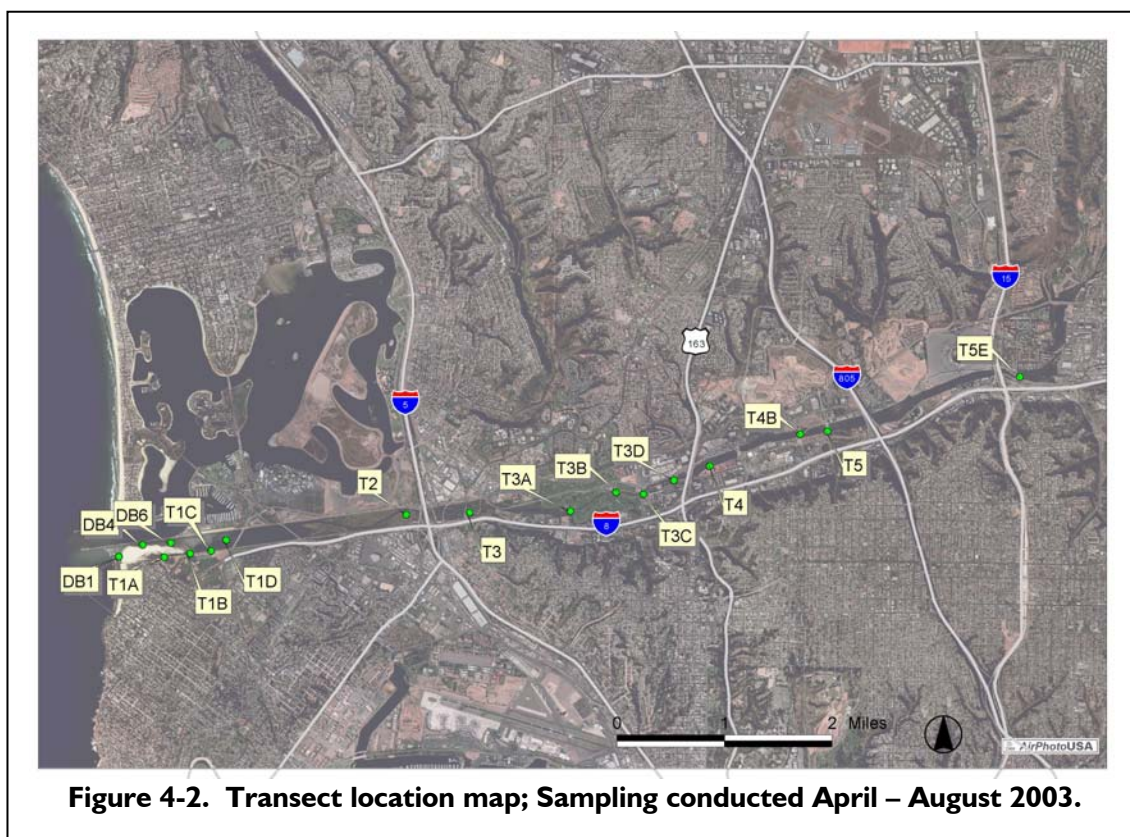 15
163
T5E
5
805
T4B
T3D
T3B
T3A
T2
T5
T4
8
T3C
T3
T1C
DB6
DB4
DB1
T1A
T1B
T1D
0 1 2 Miles
AirPhotoUSA
Figure 4-2. Transect location map; Sampling conducted April – August 2003.